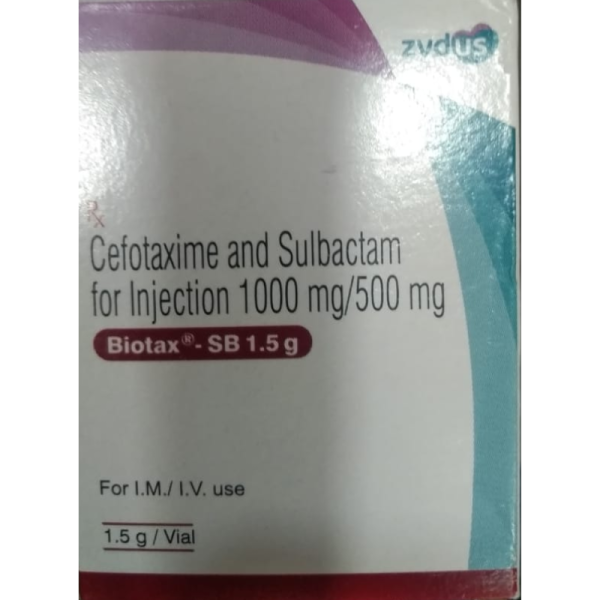 zydus
Rx
Cefotaxime and Sulbactam
for Injection 1000 mg/500 mg
Biotax®- SB 1.5 g
For I.M./ I.V. use
1.5 g / Vial